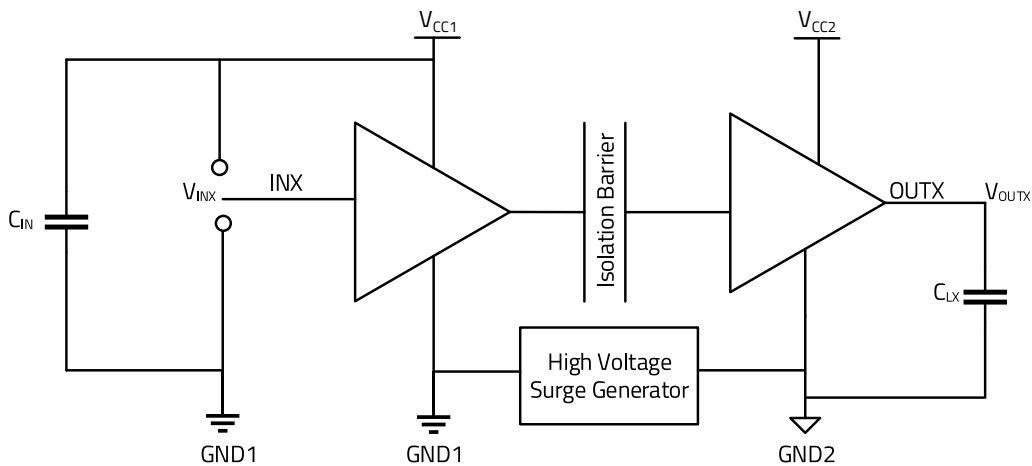 VCC1
VCC2
INX
VINX
CIN
Isolation Barrier
OUTX
VOUTX
CLX
High Voltage
Surge Generator
GND1
GND1
GND2